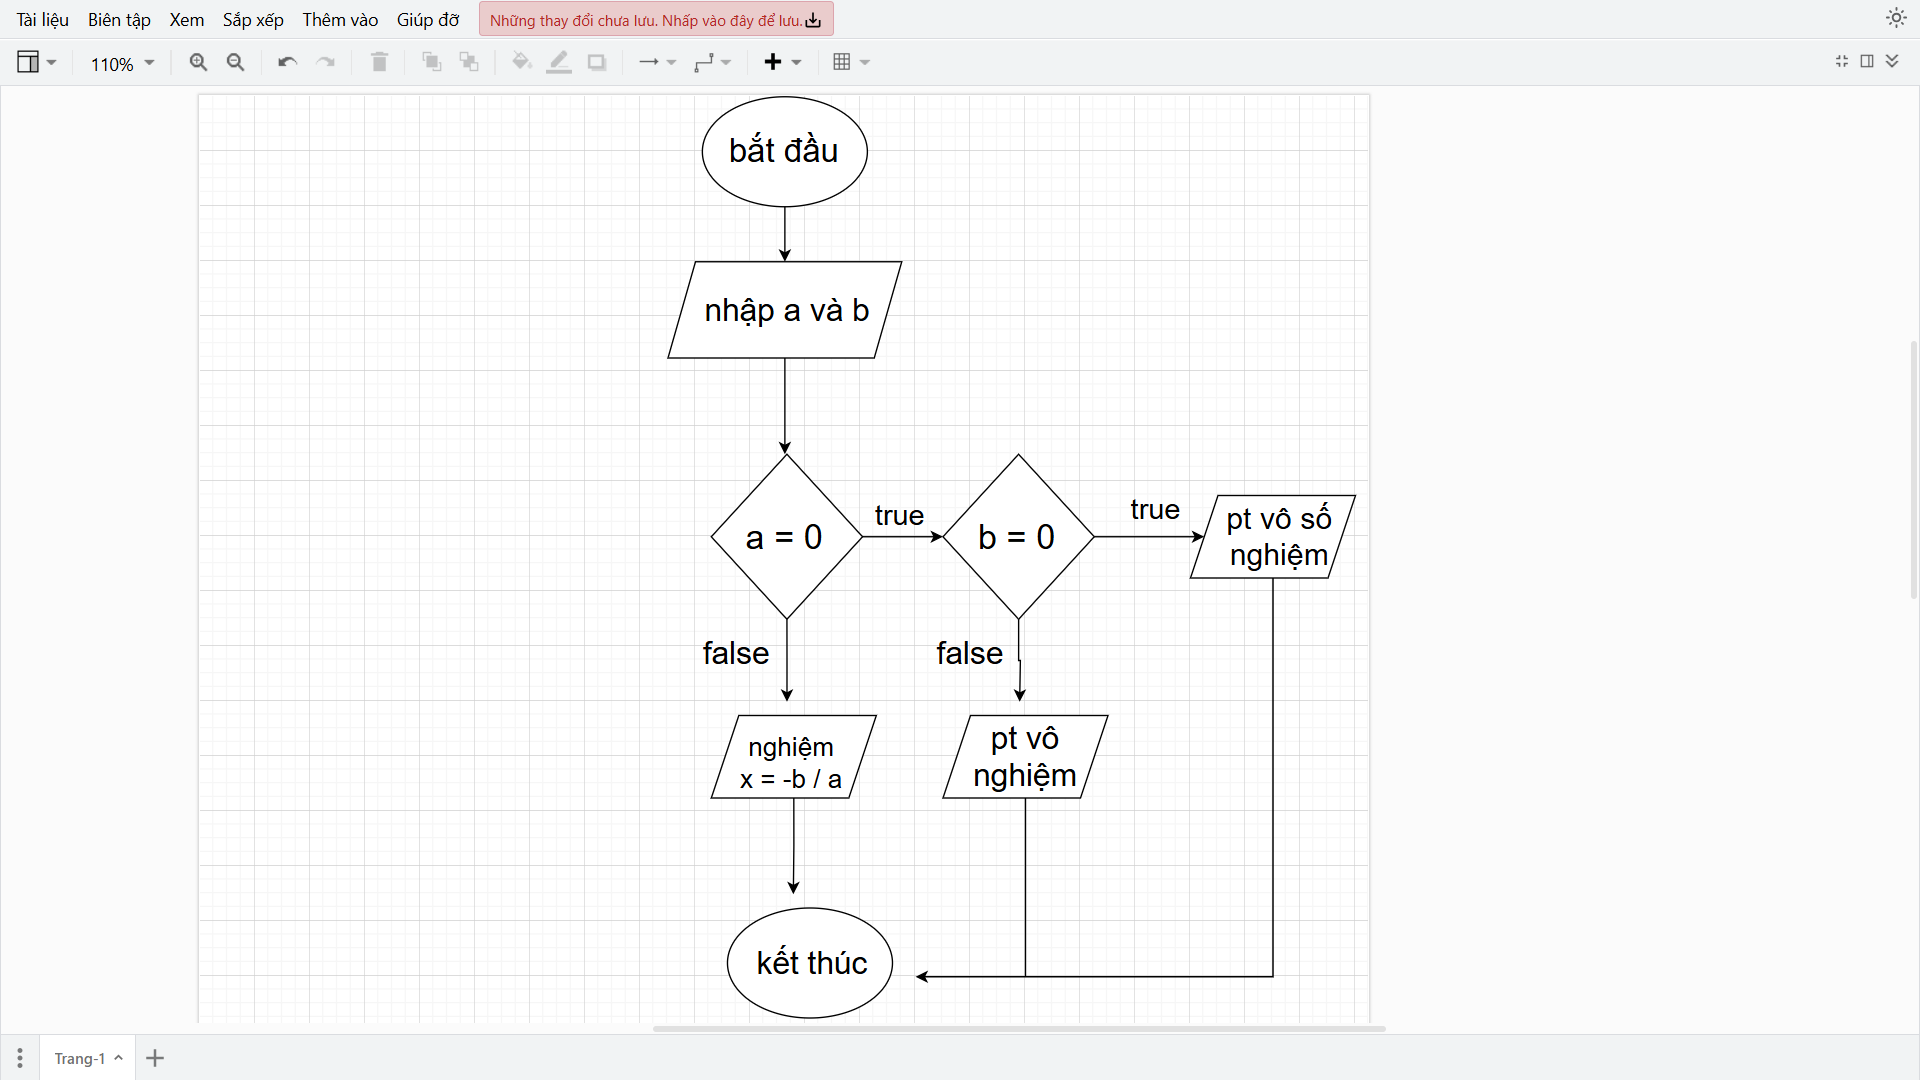 Tài liệu Biên tập Xem Sắp xếp Thêm vào Giúp đỡ Những thay đổi chưa lưu. Nhấp vào đây để lưu.
110%
bắt đầu
nhập a và b
a = 0
true
b = 0
true
pt vô số
nghiệm
false
false
nghiệm
x = -b / a
pt vô
nghiệm
kết thúc
Trang-1